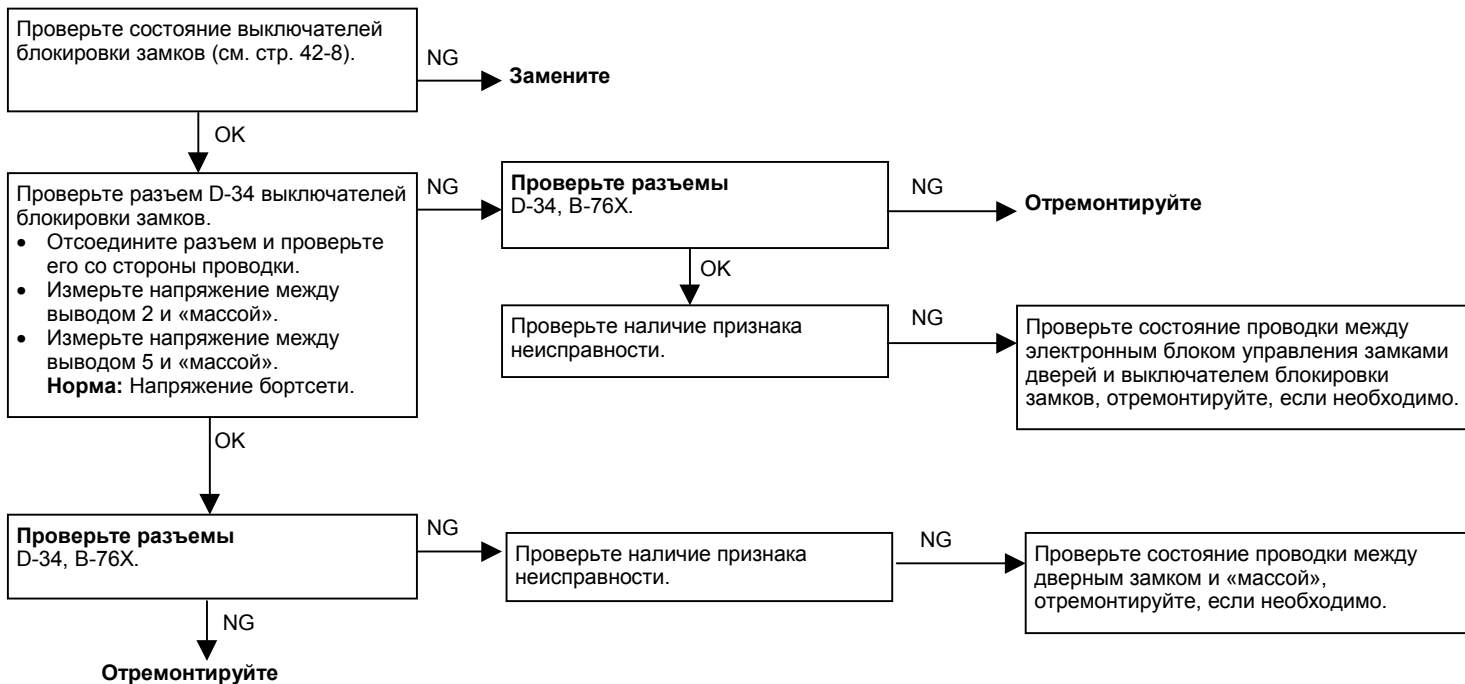 Проверьте состояние выключателей
блокировки замков (см. стр. 42-8).
NG
Замените
OK
Проверьте разъем D-34 выключателей
блокировки замков.
• Отсоедините разъем и проверьте
его со стороны проводки.
• Измерьте напряжение между
выводом 2 и «массой».
• Измерьте напряжение между
выводом 5 и «массой».
Норма: Напряжение бортсети.
NG
Проверьте разъемы
D-34, B-76X.
NG
Отремонтируйте
OK
Проверьте наличие признака
неисправности.
NG
Проверьте состояние проводки между
электронным блоком управления замками
дверей и выключателем блокировки
замков, отремонтируйте, если необходимо.
OK
Проверьте разъемы
D-34, B-76X.
NG
Проверьте наличие признака
неисправности.
NG
Проверьте состояние проводки между
дверным замком и «массой»,
отремонтируйте, если необходимо.
NG
Отремонтируйте